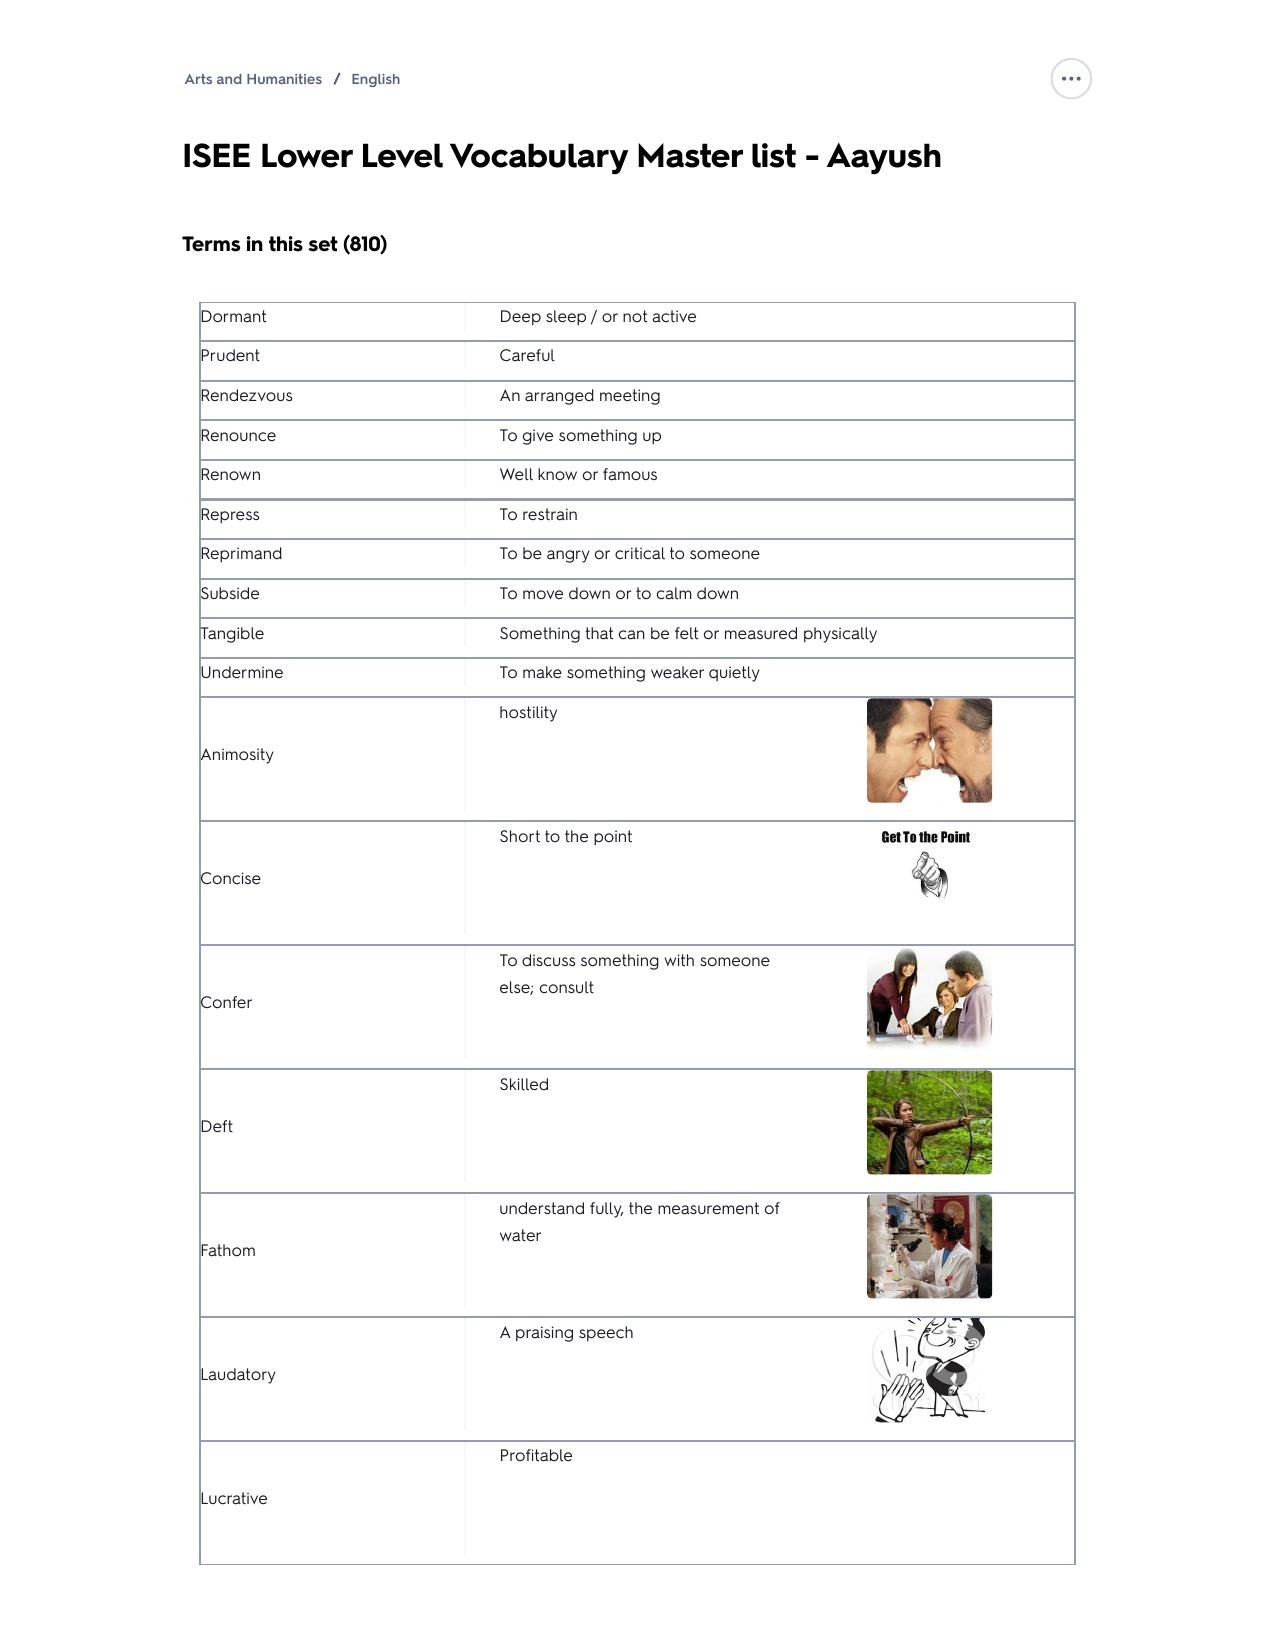 Arts and Humanities / English
ISEE Lower Level Vocabulary Master list - Aayush
Terms in this set (810)
Dormant Deep sleep / or not active
Prudent Careful
Rendezvous An arranged meeting
Renounce To give something up
Renown Well know or famous
Repress To restrain
Reprimand To be angry or critical to someone
Subside To move down or to calm down
Tangible Something that can be felt or measured physically
Undermine To make something weaker quietly
Animosity hostility
Concise Short to the point
Get To the Point
Confer To discuss something with someone
else; consult
Deft Skilled
Fathom understand fully, the measurement of
water
Laudatory A praising speech
Lucrative Profitable